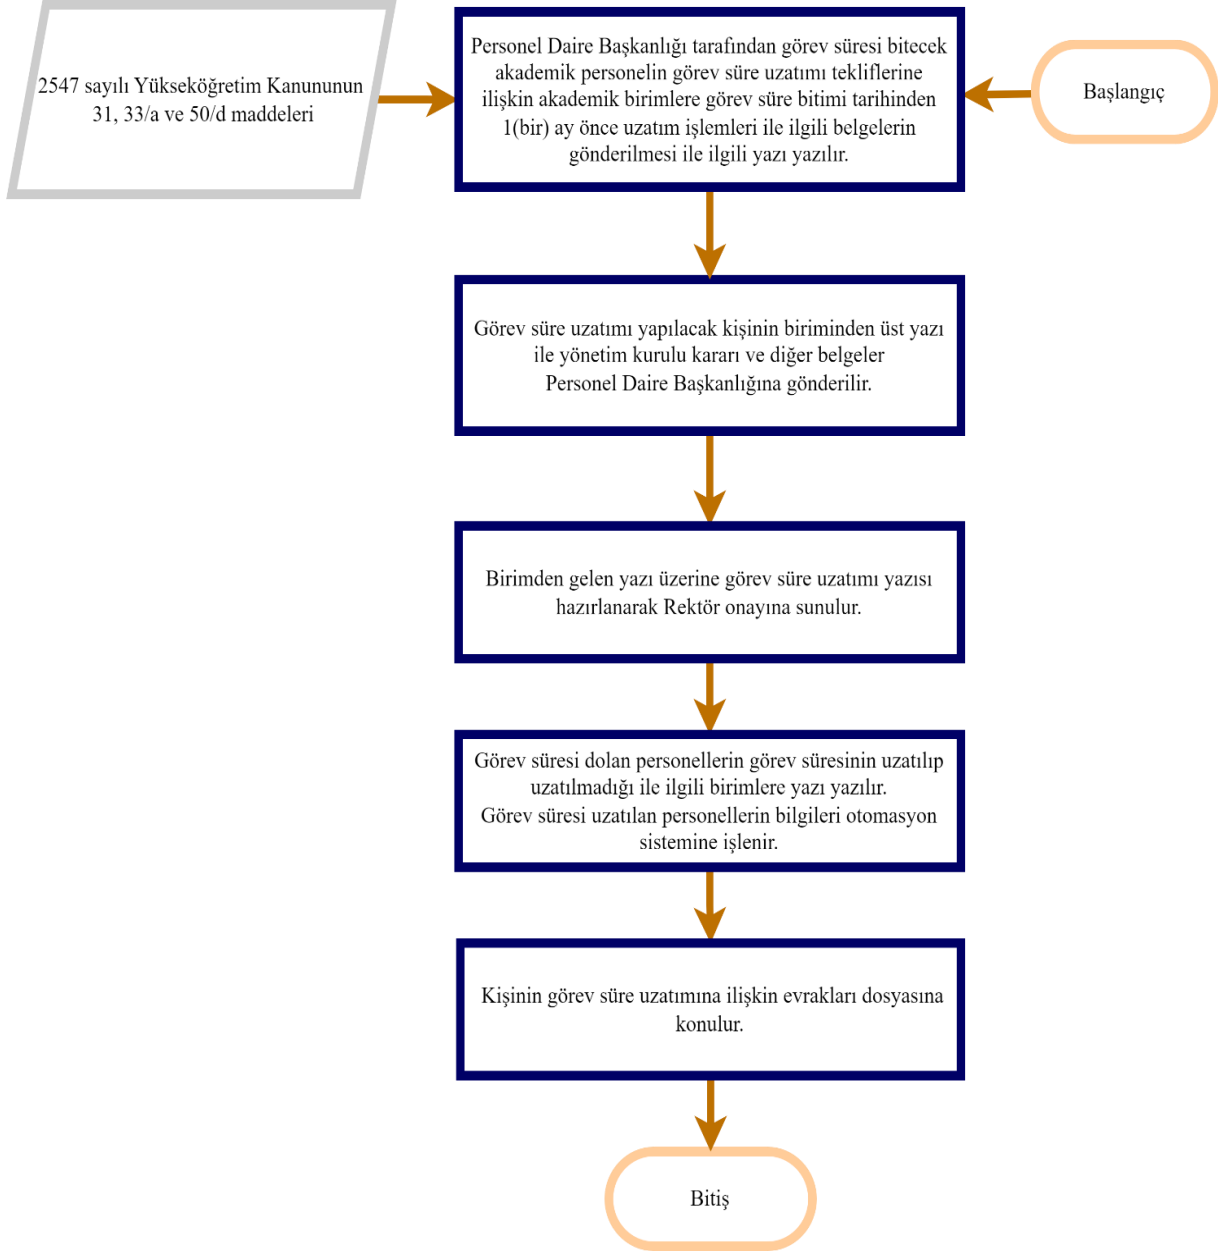 2547 sayılı Yükseköğretim Kanununun
31, 33/a ve 50/d maddeleri
Personel Daire Başkanlığı tarafından görev süresi bitecek
akademik personelin görev süre uzatımı tekliflerine
ilişkin akademik birimlere görev süre bitimi tarihinden
1(bir) ay önce uzatım işlemleri ile ilgili belgelerin
gönderilmesi ile ilgili yazı yazılır.
Başlangıç
Görev süre uzatımı yapılacak kişinin biriminden üst yazı
ile yönetim kurulu kararı ve diğer belgeler
Personel Daire Başkanlığına gönderilir.
Birimden gelen yazı üzerine görev süre uzatımı yazısı
hazırlanarak Rektör onayına sunulur.
Görev süresi dolan personellerin görev süresinin uzatılıp
uzatılmadığı ile ilgili birimlere yazı yazılır.
Görev süresi uzatılan personellerin bilgileri otomasyon
sistemine işlenir.
Kişinin görev süre uzatımına ilişkin evrakları dosyasına
konulur.
Bitiş